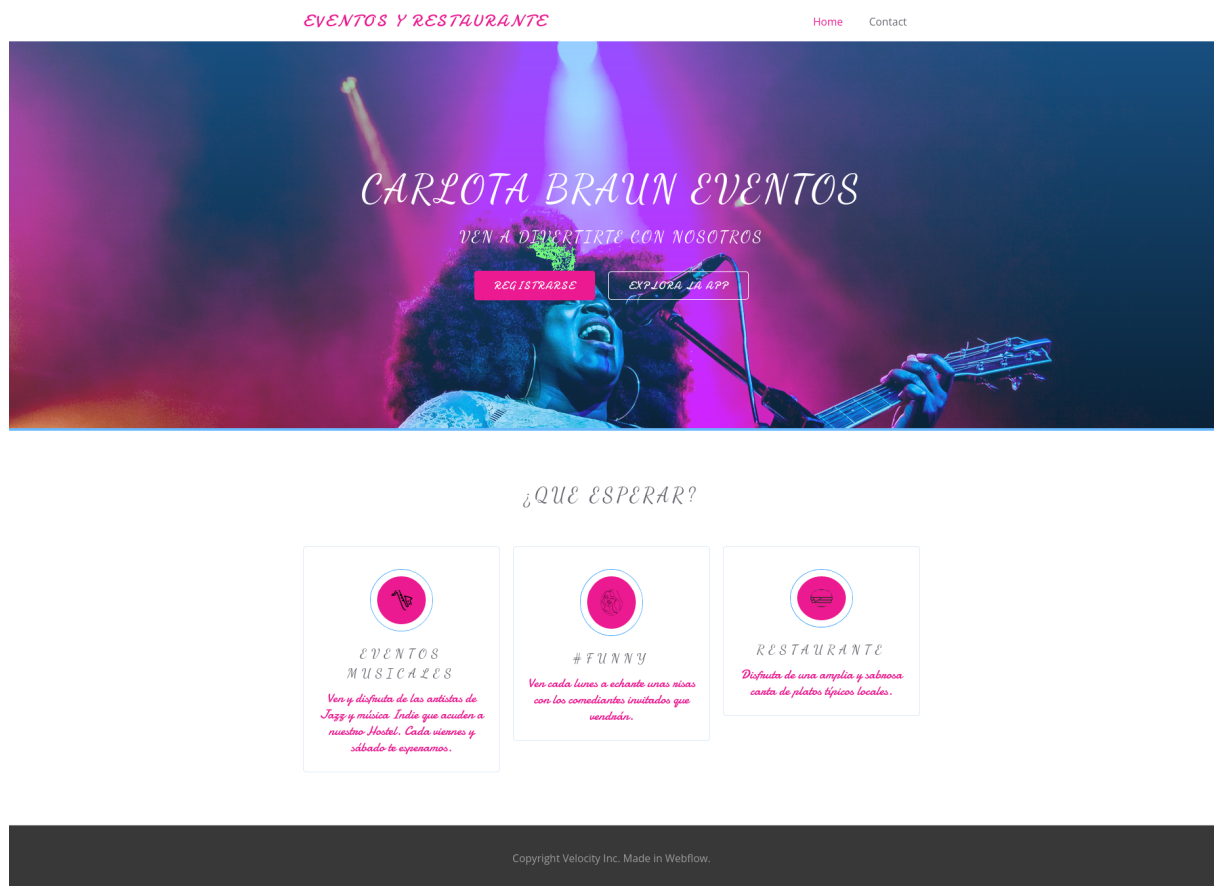 EVENTOS Y RESTAURANTE
Home
Contact
CARLOTA BRAUN EVENTOS
VEN A DIVERTIRTE CON NOSOTROS
REGISTRARSE
EXPLORA LA APP
¿QUE ESPERAR?
EVENTOS
MUSICALES
Ven y disfruta de las artistas de
Jazz y música Indie que acuden a
nuestro Hostel. Cada viernes y
sábado te esperamos.
#FUNNY
Ven cada lunes a echarte unas risas
con los comediantes invitados que
vendrán.
RESTAURANTE
Disfruta de una amplia y sabrosa
carta de platos típicos locales.
Copyright Velocity Inc. Made in Webflow.